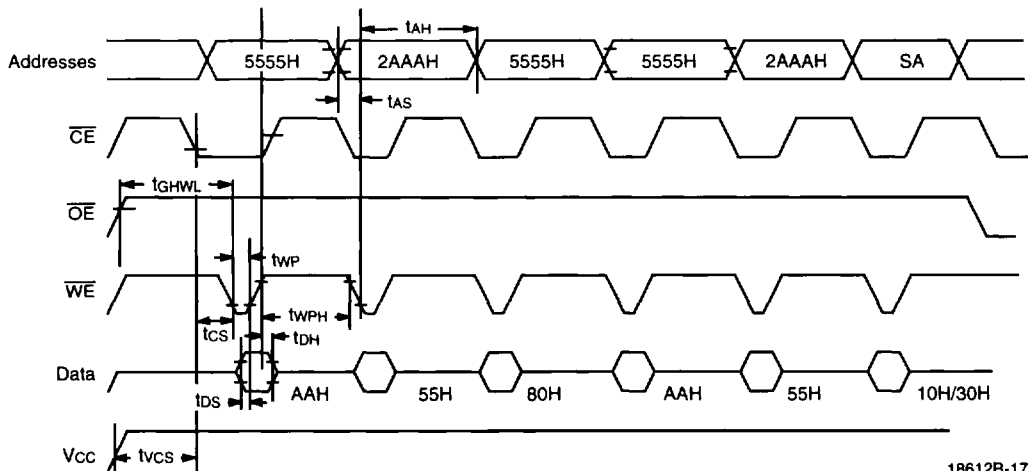 tAH
Addresses 5555H 2AAAH 5555H 5555H 2AAAH SA
tAS
CE
tGHWL
OE
tWP
WE
tWPH
tCS
tDH
Data
tDS AAH 55H 80H AAH 55H 10H/30H
VCC tVCS
18612B-17